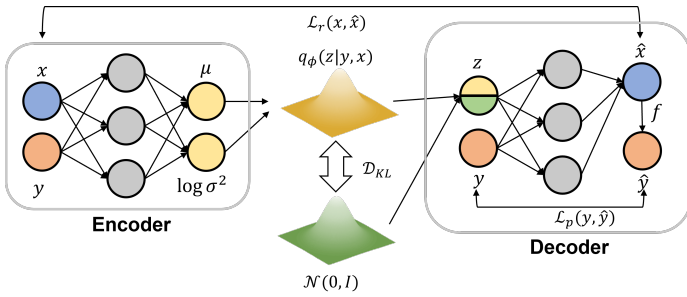 ℒ_r(x, x̂)
x
μ
q_ϕ(z|y, x)
z
x̂
f
𝒟_KL
y
log σ²
y
ŷ
ℒ_p(y, ŷ)
Encoder
Decoder
𝒩(0, I)